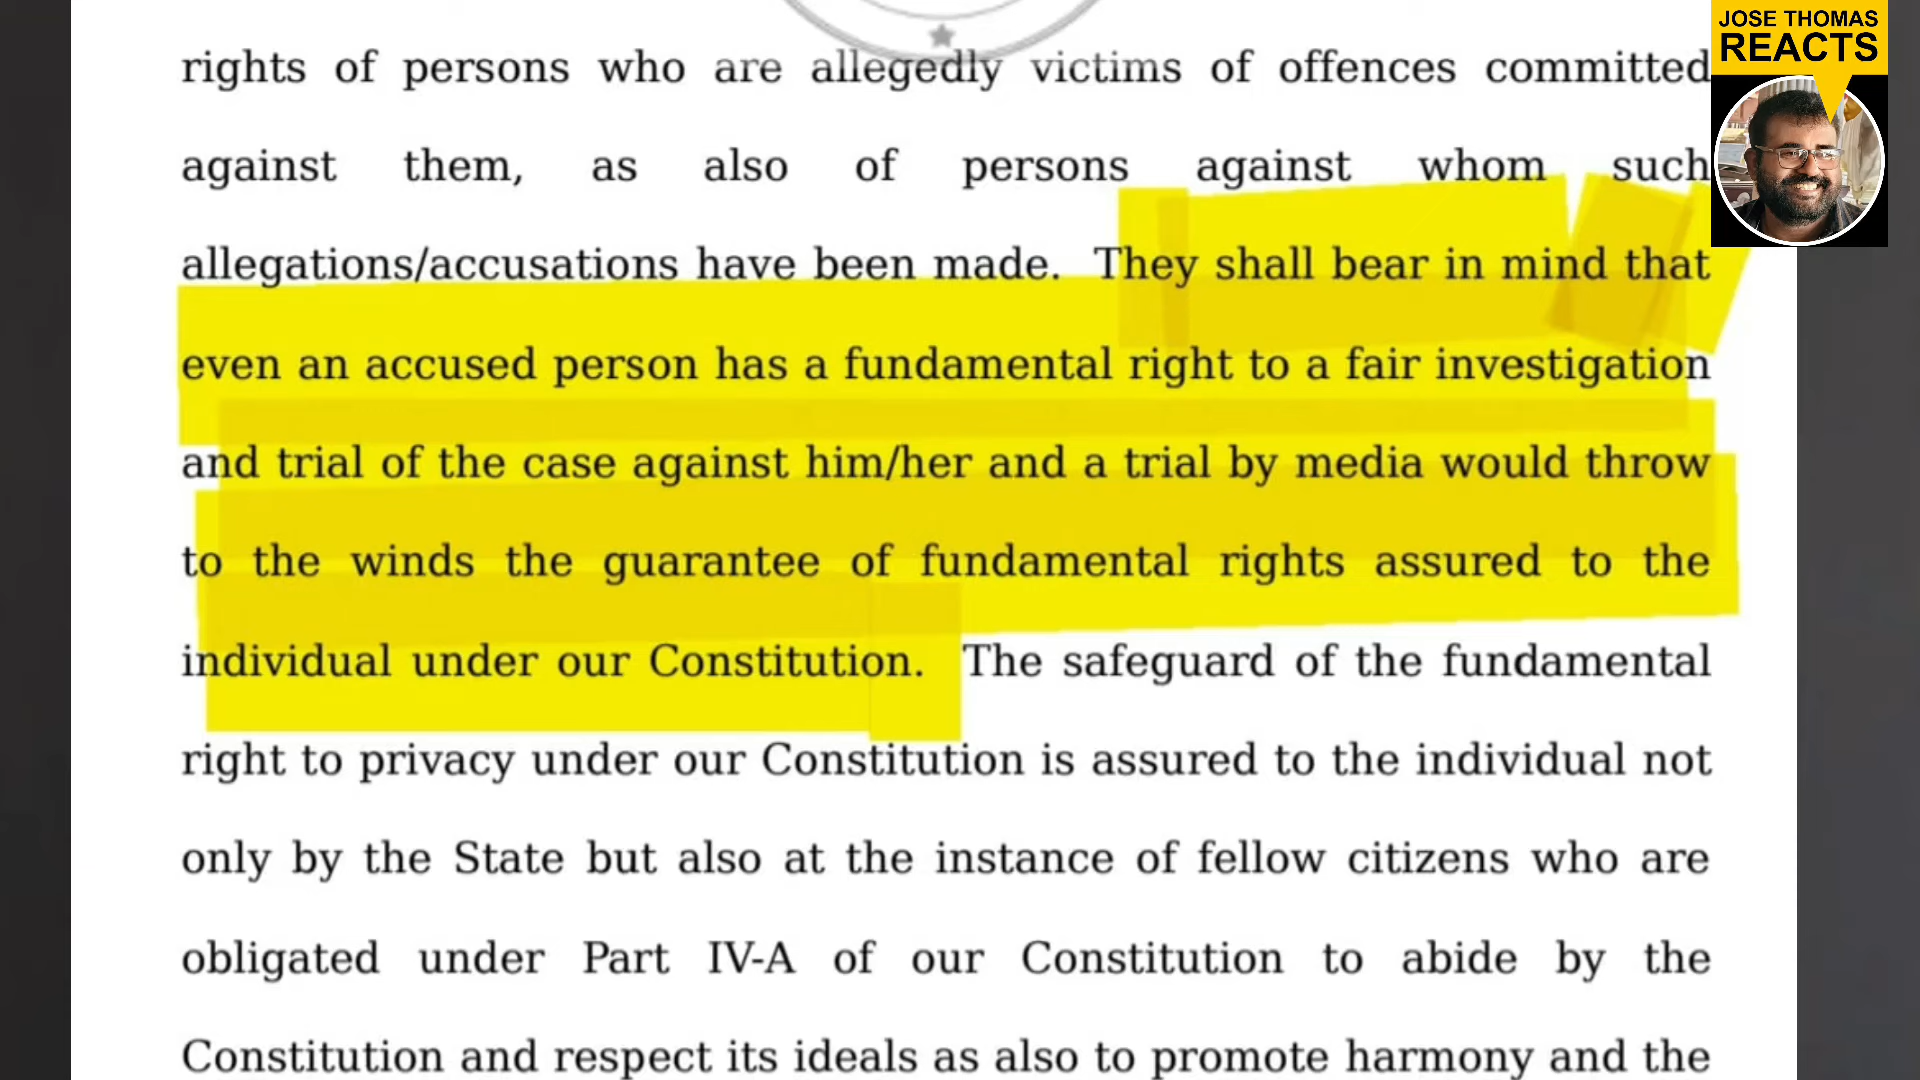 JOSE THOMAS
REACTS
rights of persons who are allegedly victims of offences committed
against them, as also of persons against whom such
allegations/accusations have been made. They shall bear in mind that
even an accused person has a fundamental right to a fair investigation
and trial of the case against him/her and a trial by media would throw
to the winds the guarantee of fundamental rights assured to the
individual under our Constitution. The safeguard of the fundamental
right to privacy under our Constitution is assured to the individual not
only by the State but also at the instance of fellow citizens who are
obligated under Part IV-A of our Constitution to abide by the
Constitution and respect its ideals as also to promote harmony and the